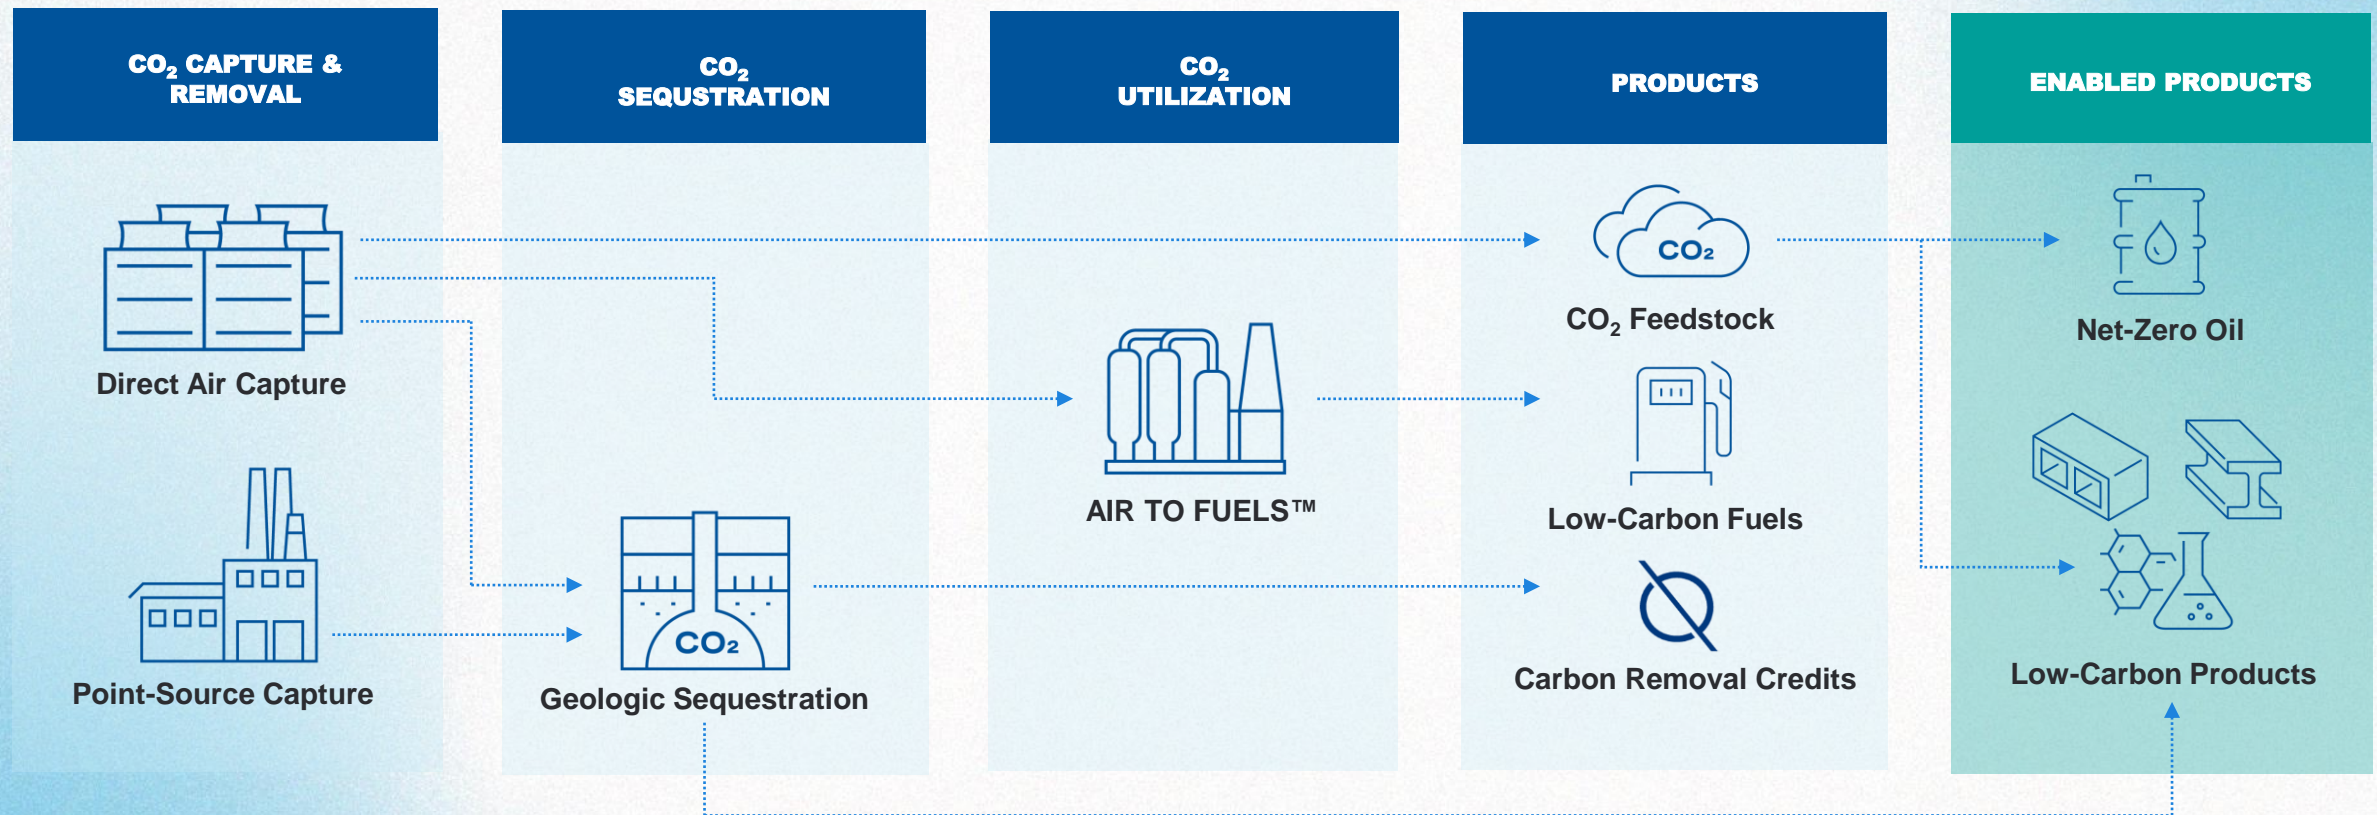 CO₂ CAPTURE &
REMOVAL
CO₂
SEQUSTRATION
CO₂
UTILIZATION
PRODUCTS
ENABLED PRODUCTS
Direct Air Capture
Point-Source Capture
CO₂
Geologic Sequestration
AIR TO FUELS™
CO₂
CO₂ Feedstock
Low-Carbon Fuels
Carbon Removal Credits
Net-Zero Oil
Low-Carbon Products